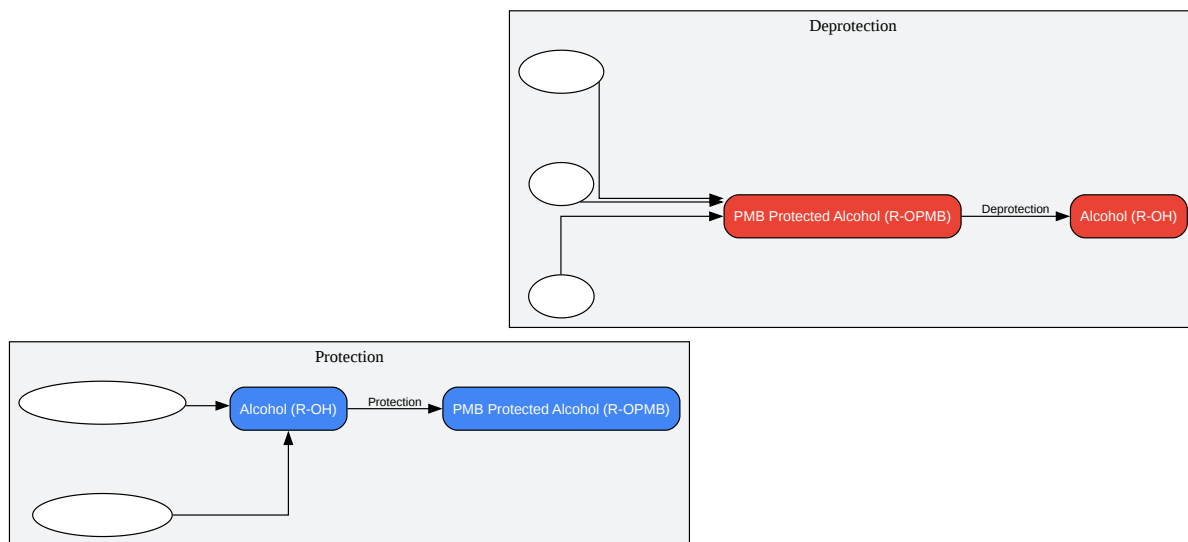 Deprotection
PMB Protected Alcohol (R-OPMB)
Deprotection
Alcohol (R-OH)
Protection
Alcohol (R-OH)
Protection
PMB Protected Alcohol (R-OPMB)